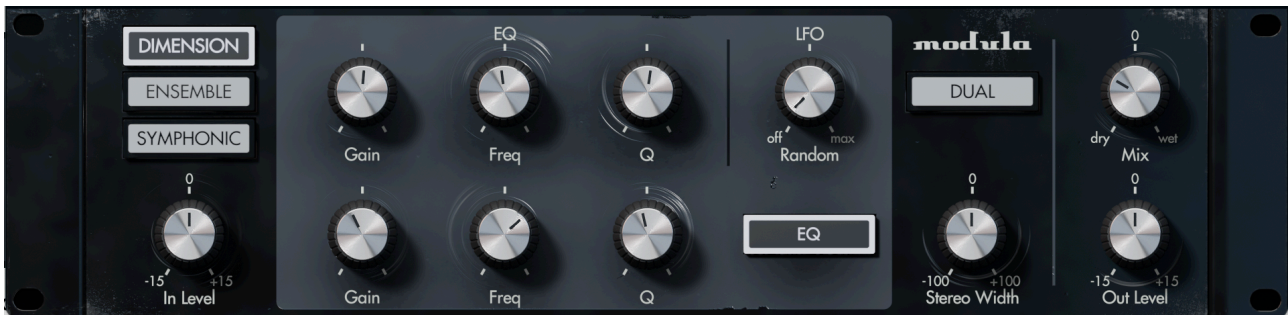 DIMENSION
ENSEMBLE
SYMPHONIC
0
-15 +15
In Level
EQ
Gain Freq Q
Gain Freq Q
LFO
off max
Random
EQ
modula
DUAL
0
-100 +100
Stereo Width
0
dry wet
Mix
0
-15 +15
Out Level